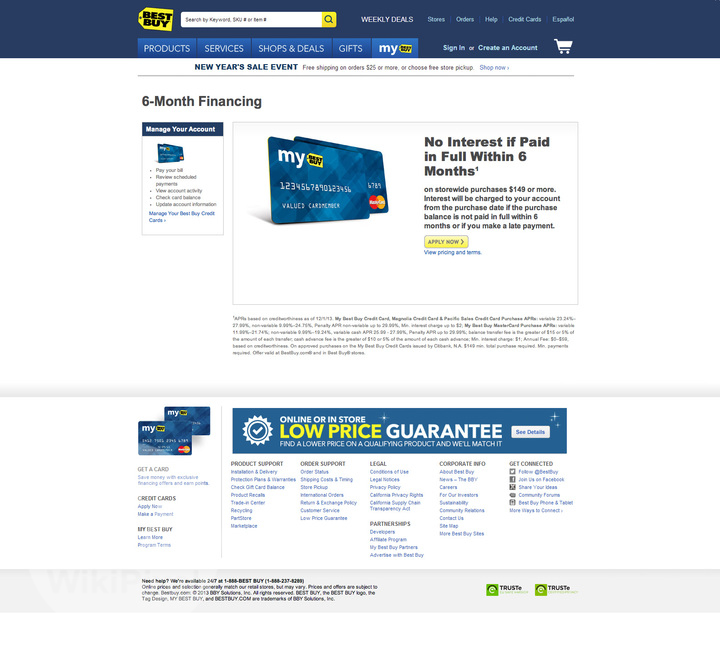 BEST BUY
Search by Keyword, SKU # or Item #
WEEKLY DEALS
Stores | Orders | Help | Credit Cards | Español
PRODUCTS
SERVICES
SHOPS & DEALS
GIFTS
my BEST BUY
Sign In or Create an Account
NEW YEAR'S SALE EVENT Free shipping on orders $25 or more, or choose free store pickup. Shop now ›
6-Month Financing
Manage Your Account
• Pay your bill
• Review scheduled
payments
• View account activity
• Check card balance
• Update account information
Manage Your Best Buy Credit
Cards ›
my BEST BUY
1234567890123456 6789
VALUED CARDMEMBER
MasterCard
No Interest if Paid
in Full Within 6
Months¹
on storewide purchases $149 or more.
Interest will be charged to your account
from the purchase date if the purchase
balance is not paid in full within 6
months or if you make a late payment.
APPLY NOW ❯
View pricing and terms.
¹APRs based on creditworthiness as of 12/1/13. My Best Buy Credit Card, Magnolia Credit Card & Pacific Sales Credit Card Purchase APRs: variable 23.24%–
27.99%, non-variable 9.99%-24.75%, Penalty APR non-variable up to 29.99%, Min. interest charge up to $2; My Best Buy MasterCard Purchase APRs: variable
11.99%–21.74%; non-variable 9.99%-19.24%, variable cash APR 20.99 - 27.99%, Penalty APR up to 29.99%; balance transfer fee is the greater of $10 or 5%
of the amount of each transfer; cash advance fee is the greater of $10 or 5% of the amount of each cash advance; Min. interest charge: $1; Annual Fee: $0–$59,
based on creditworthiness. On approved purchases on the My Best Buy Credit Cards issued by Citibank, N.A. $149 min. total purchase required. Min. payments
required. Offer valid at BestBuy.com® and in Best Buy® stores.
my BEST BUY
my BEST BUY
ONLINE OR IN STORE
LOW PRICE GUARANTEE
FIND A LOWER PRICE ON A QUALIFYING PRODUCT AND WE'LL MATCH IT
See Details
GET A CARD
Save money with exclusive
financing offers and earn points.
CREDIT CARDS
Apply Now
Make a Payment
MY BEST BUY
Learn More
Program Terms
PRODUCT SUPPORT
Installation & Delivery
Protection Plans & Warranties
Check Gift Card Balance
Product Recalls
Trade-in Center
Recycling
PartStore
Marketplace
ORDER SUPPORT
Order Status
Shipping Costs & Timing
Store Pickup
International Orders
Return & Exchange Policy
Customer Service
Low Price Guarantee
LEGAL
Conditions of Use
Legal Notices
Privacy Policy
California Privacy Rights
California Supply Chain
Transparency Act
PARTNERSHIPS
Developers
Affiliate Program
My Best Buy Partners
Advertise with Best Buy
CORPORATE INFO
About Best Buy
News – The BBY
Careers
For Our Investors
Sustainability
Community Relations
Contact Us
Site Map
More Best Buy Sites
GET CONNECTED
Follow @BestBuy
Join Us on Facebook
Share Your Ideas
Community Forums
Best Buy Phone & Tablet
More Ways to Connect ›
Need help? We're available 24/7 at 1-888-BEST BUY (1-888-237-8289)
Online prices and selection generally match our retail stores, but may vary. Prices and offers are subject to
change. Bestbuy.com: © 2013 BBY Solutions, Inc. All rights reserved. BEST BUY, the BEST BUY logo, the
Tag Design, MY BEST BUY, and BESTBUY.COM are trademarks of BBY Solutions, Inc.
TRUSTe
TRUSTe